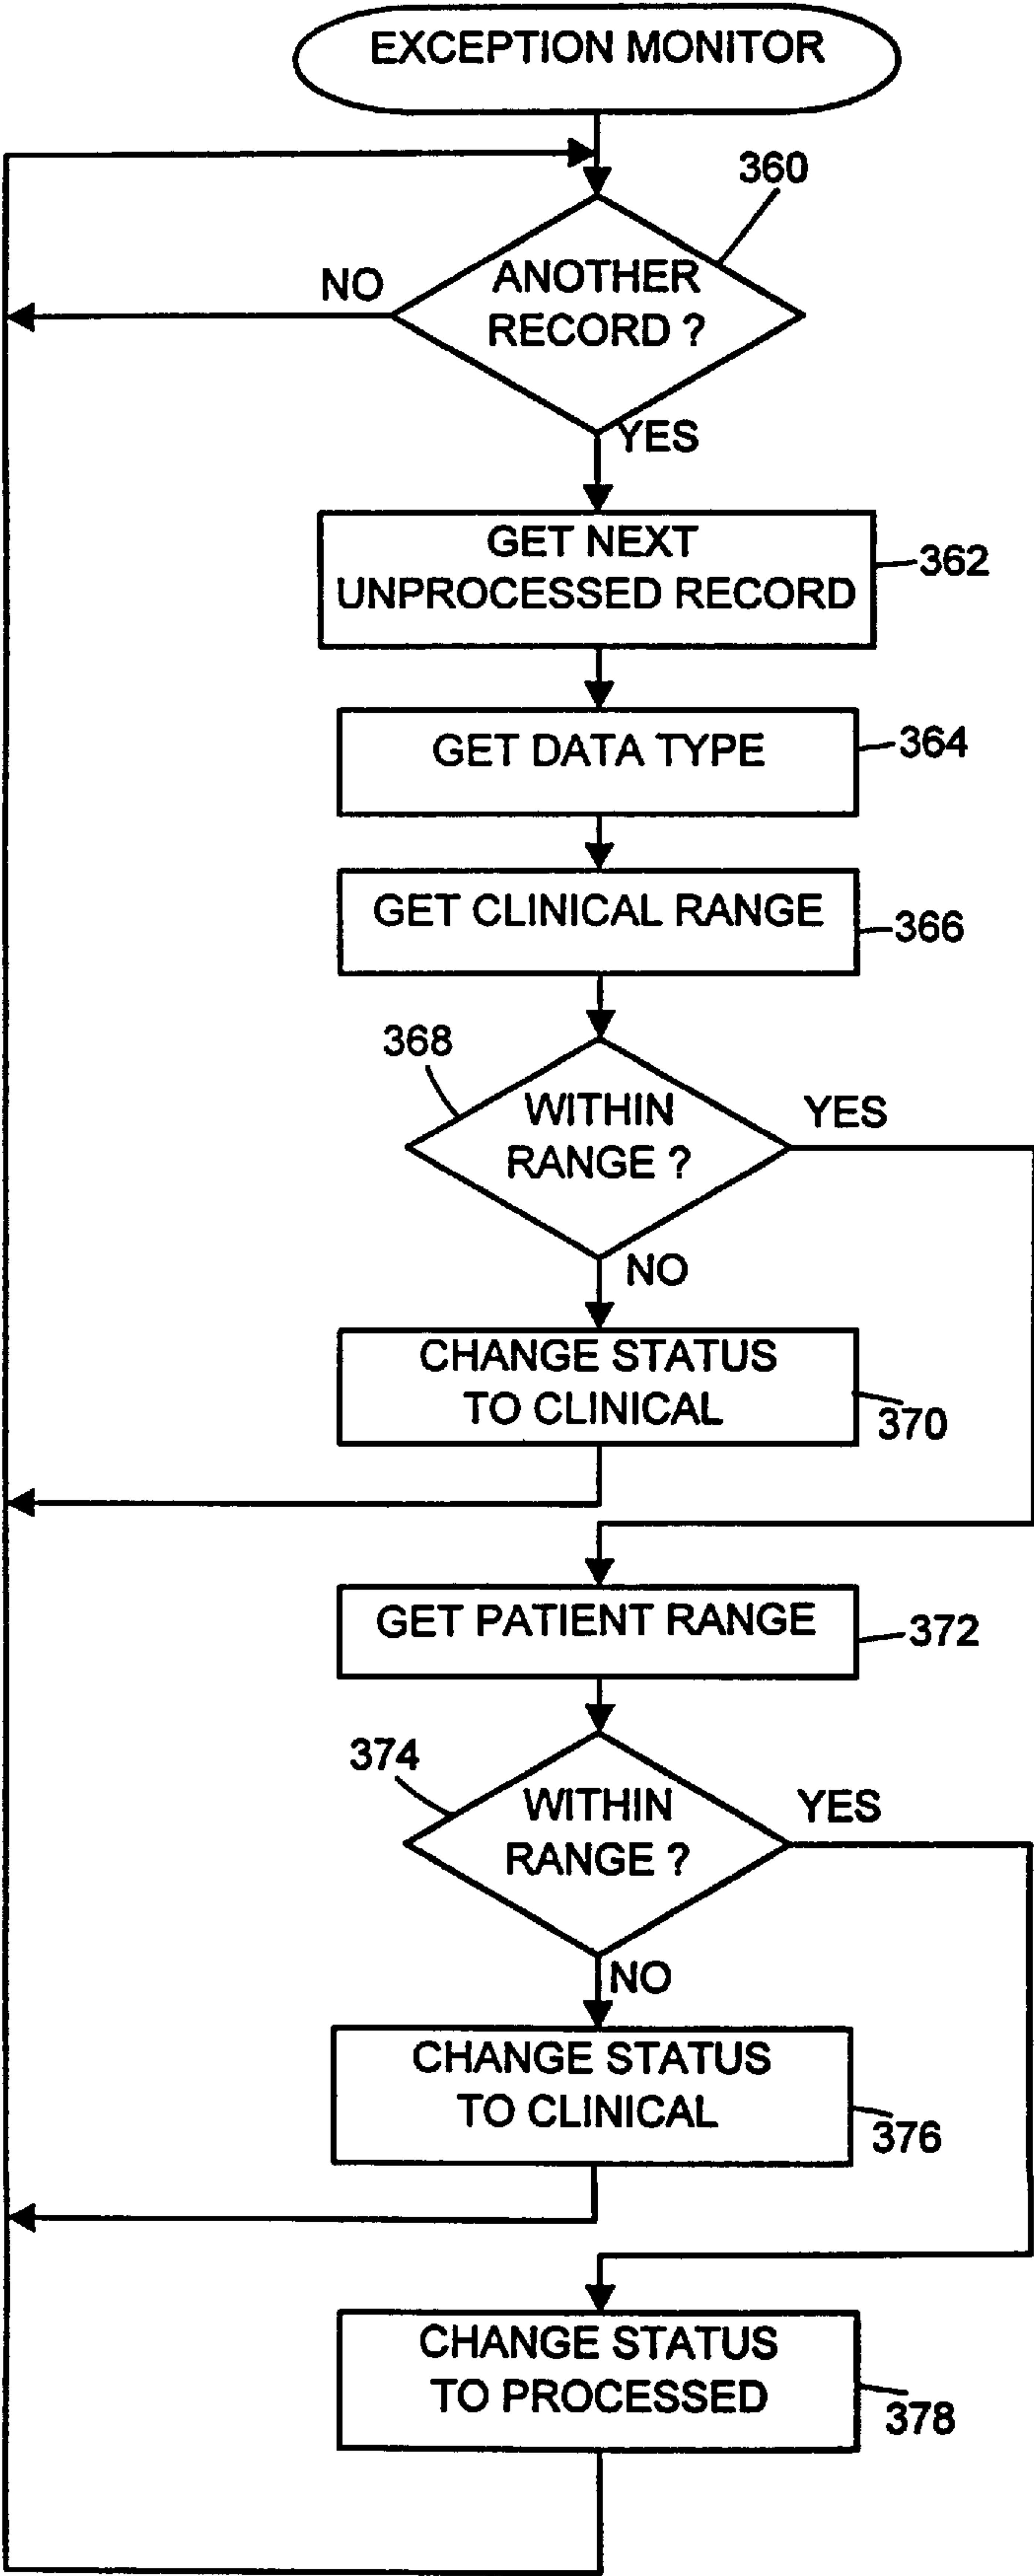 EXCEPTION MONITOR
360
ANOTHER
RECORD ?
NO
YES
GET NEXT
UNPROCESSED RECORD
362
GET DATA TYPE
364
GET CLINICAL RANGE
366
368
WITHIN
RANGE ?
YES
NO
CHANGE STATUS
TO CLINICAL
370
GET PATIENT RANGE
372
374
WITHIN
RANGE ?
YES
NO
CHANGE STATUS
TO CLINICAL
376
CHANGE STATUS
TO PROCESSED
378